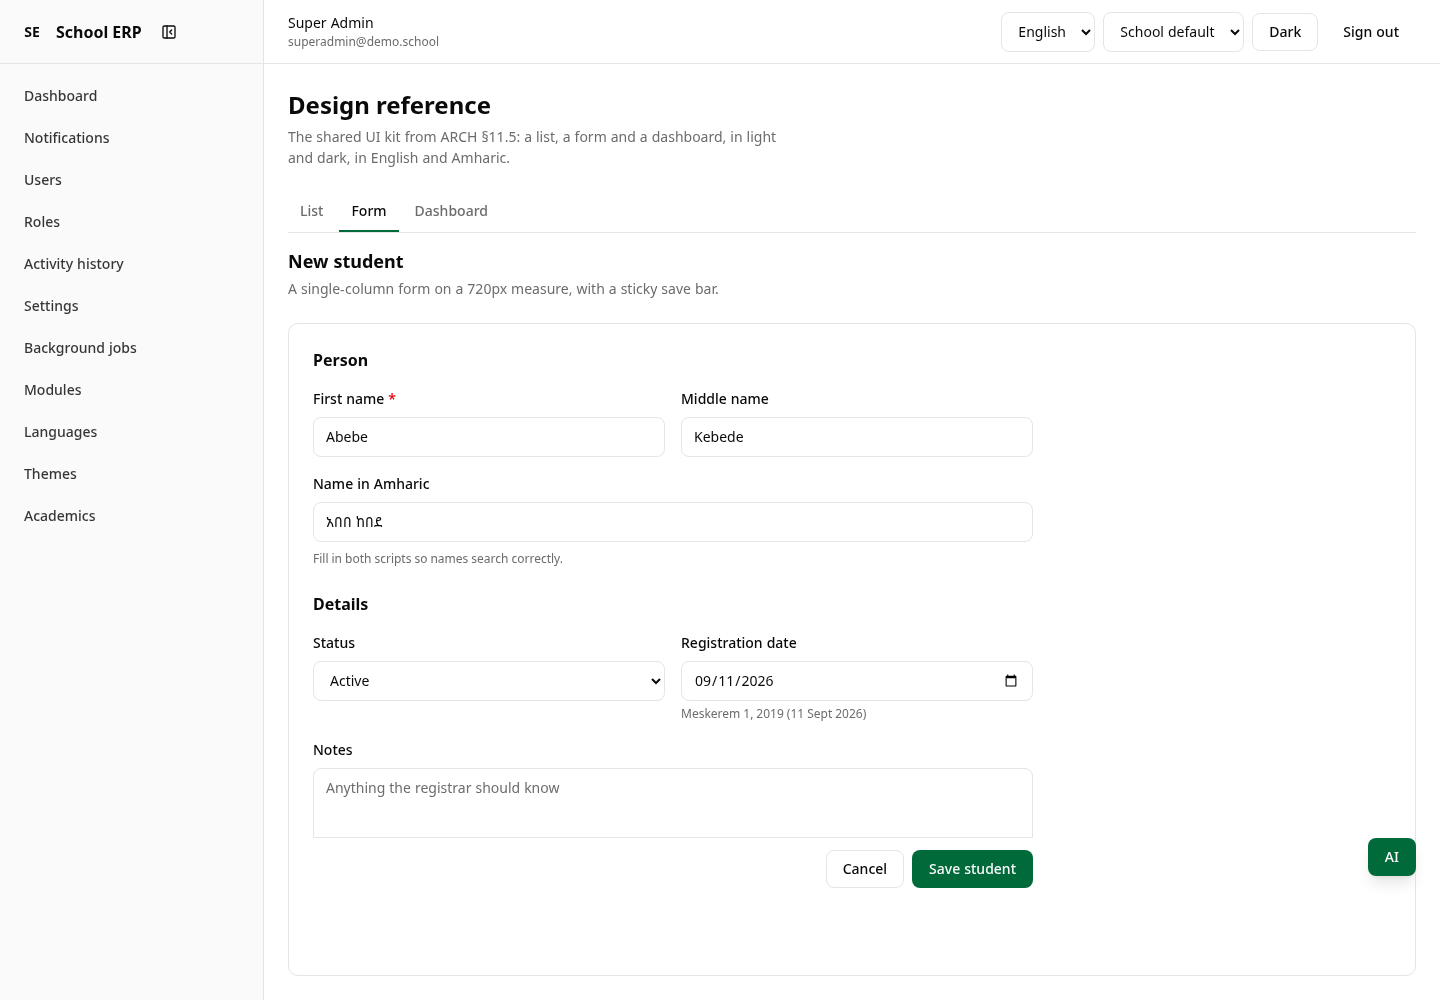 SE School ERP
Super Admin
superadmin@demo.school
English
School default
Dark
Sign out
Dashboard
Notifications
Users
Roles
Activity history
Settings
Background jobs
Modules
Languages
Themes
Academics
Design reference
The shared UI kit from ARCH §11.5: a list, a form and a dashboard, in light
and dark, in English and Amharic.
List Form Dashboard
New student
A single-column form on a 720px measure, with a sticky save bar.
Person
First name * Middle name
Abebe Kebede
Name in Amharic
አበበ ከበደ
Fill in both scripts so names search correctly.
Details
Status Registration date
Active 09/11/2026
Meskerem 1, 2019 (11 Sept 2026)
Notes
Anything the registrar should know
Cancel Save student
AI